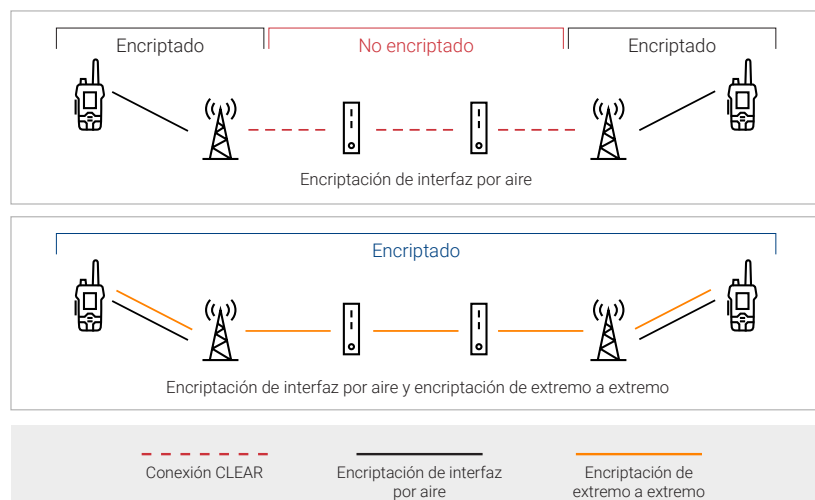 Encriptado
No encriptado
Encriptado
Encriptación de interfaz por aire
Encriptado
Encriptación de interfaz por aire y encriptación de extremo a extremo
Conexión CLEAR
Encriptación de interfaz
por aire
Encriptación de
extremo a extremo